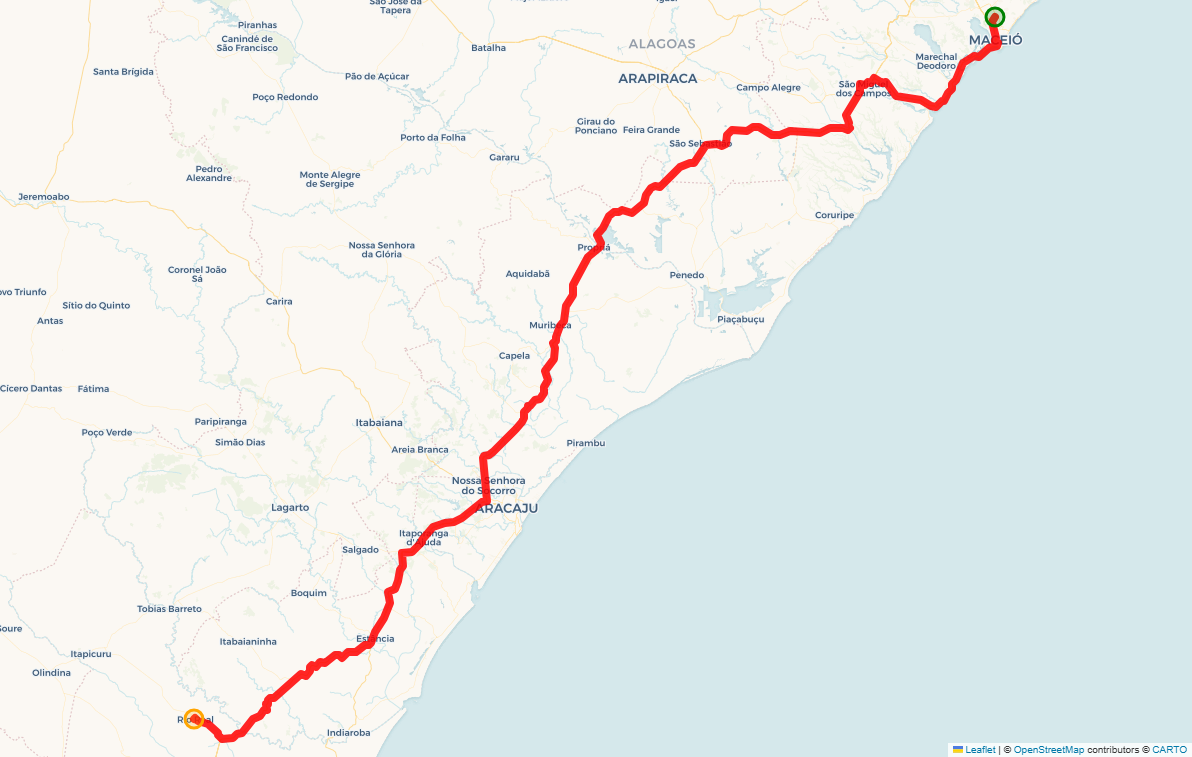 São José da
Tapera
Piranhas
Canindé de
São Francisco
Batalha
ALAGOAS
MACEIÓ
Marechal
Deodoro
Santa Brígida
Pão de Açúcar
ARAPIRACA
Campo Alegre
São Miguel
dos Campos
Poço Redondo
Girau do
Ponciano
Feira Grande
Porto da Folha
São Sebastião
Gararu
Pedro
Alexandre
Monte Alegre
de Sergipe
Jeremoabo
Coruripe
Nossa Senhora
da Glória
Propriá
Coronel João
Sá
Aquidabã
Penedo
ovo Triunfo
Sítio do Quinto
Carira
Antas
Piaçabuçu
Muribeca
Capela
Cícero Dantas
Fátima
Paripiranga
Itabaiana
Poço Verde
Simão Dias
Areia Branca
Pirambu
Nossa Senhora
do Socorro
Lagarto
ARACAJU
Itaporanga
d'Ajuda
Salgado
Boquim
Tobias Barreto
Soure
Itabaianinha
Estância
Itapicuru
Olindina
Rio Real
Indiaroba
Leaflet | © OpenStreetMap contributors © CARTO